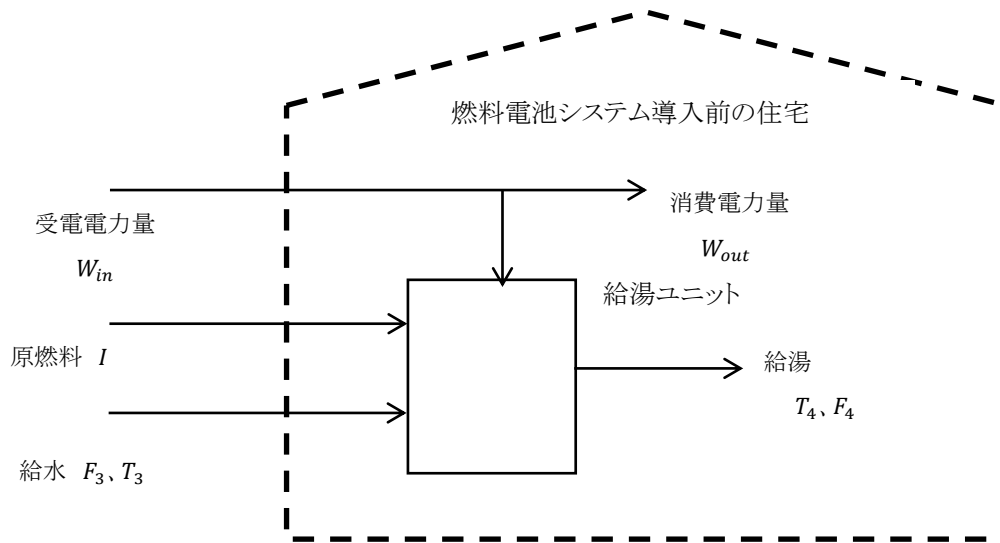 燃料電池システム導入前の住宅
受電電力量
W_in
消費電力量
W_out
給湯ユニット
原燃料 I
給湯
T_4、F_4
給水 F_3、T_3